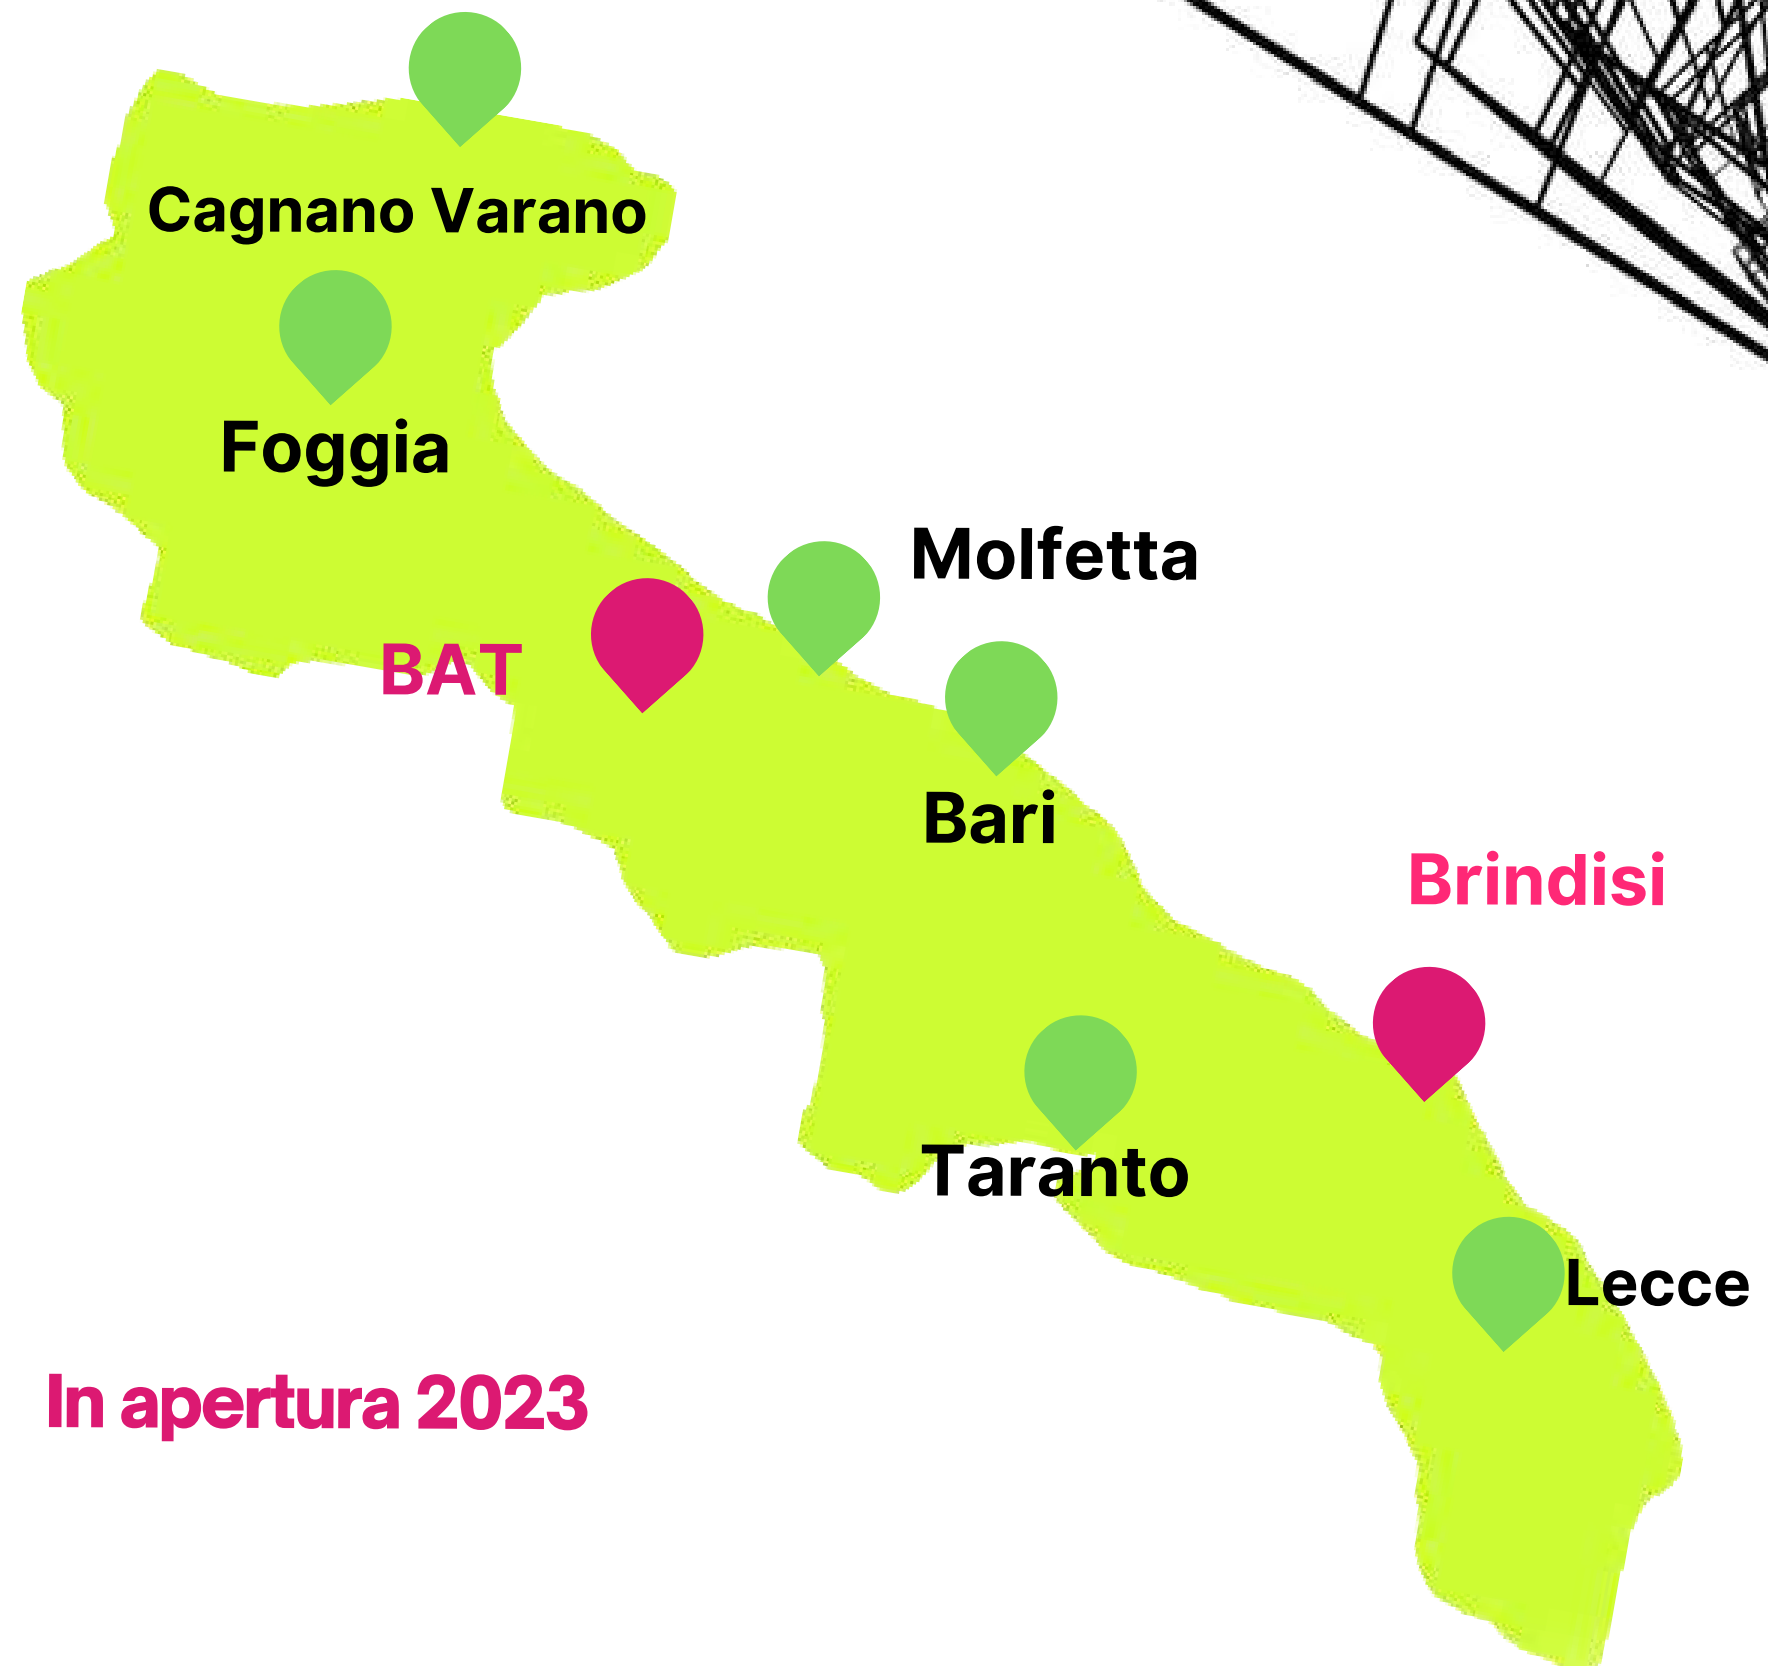 Cagnano Varano
Foggia
Molfetta
BAT
Bari
Brindisi
Taranto
Lecce
In apertura 2023